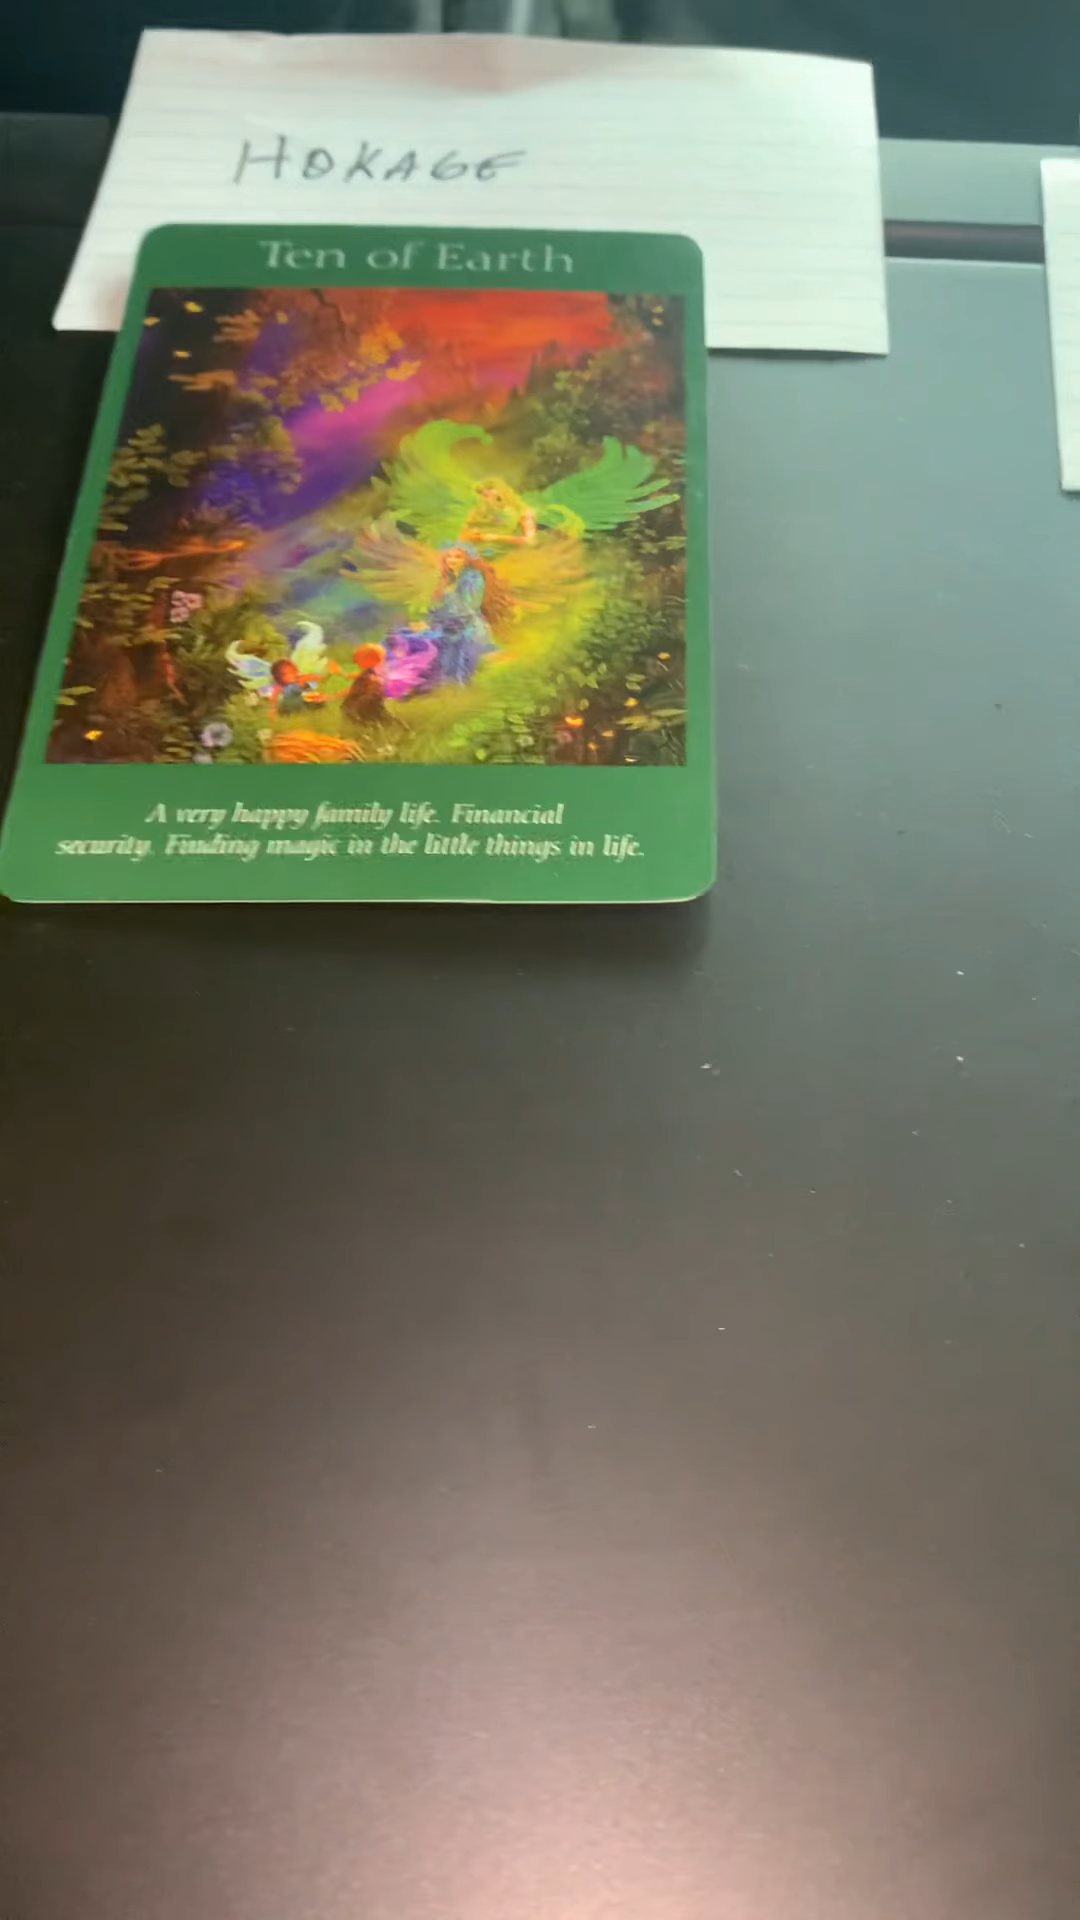 HOKAGE
Ten of Earth
A very happy family life. Financial
security. Finding magic in the little things in life.